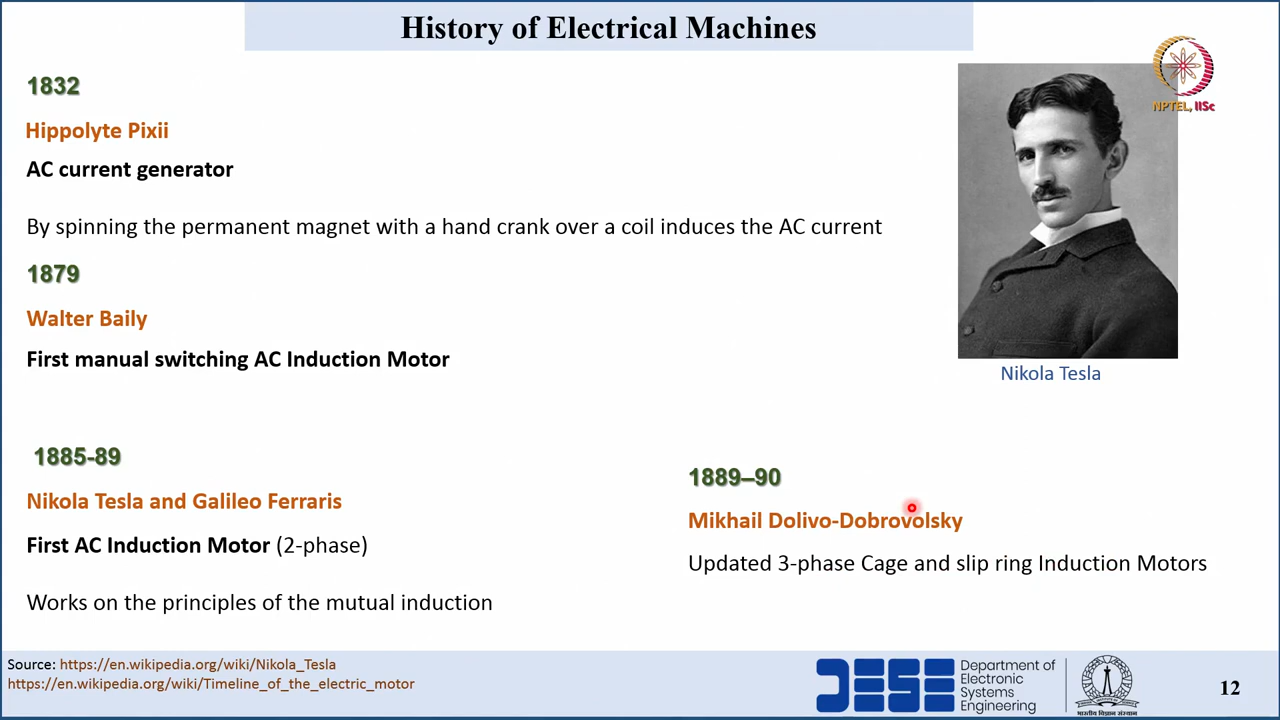 History of Electrical Machines
NPTEL, IISc
1832
Hippolyte Pixii
AC current generator
By spinning the permanent magnet with a hand crank over a coil induces the AC current
1879
Walter Baily
First manual switching AC Induction Motor
Nikola Tesla
1885-89
Nikola Tesla and Galileo Ferraris
First AC Induction Motor (2-phase)
Works on the principles of the mutual induction
1889–90
Mikhail Dolivo-Dobrovolsky
Updated 3-phase Cage and slip ring Induction Motors
Source: https://en.wikipedia.org/wiki/Nikola_Tesla
https://en.wikipedia.org/wiki/Timeline_of_the_electric_motor
DESE
Department of
Electronic
Systems
Engineering
भारतीय विज्ञान संस्थान
12